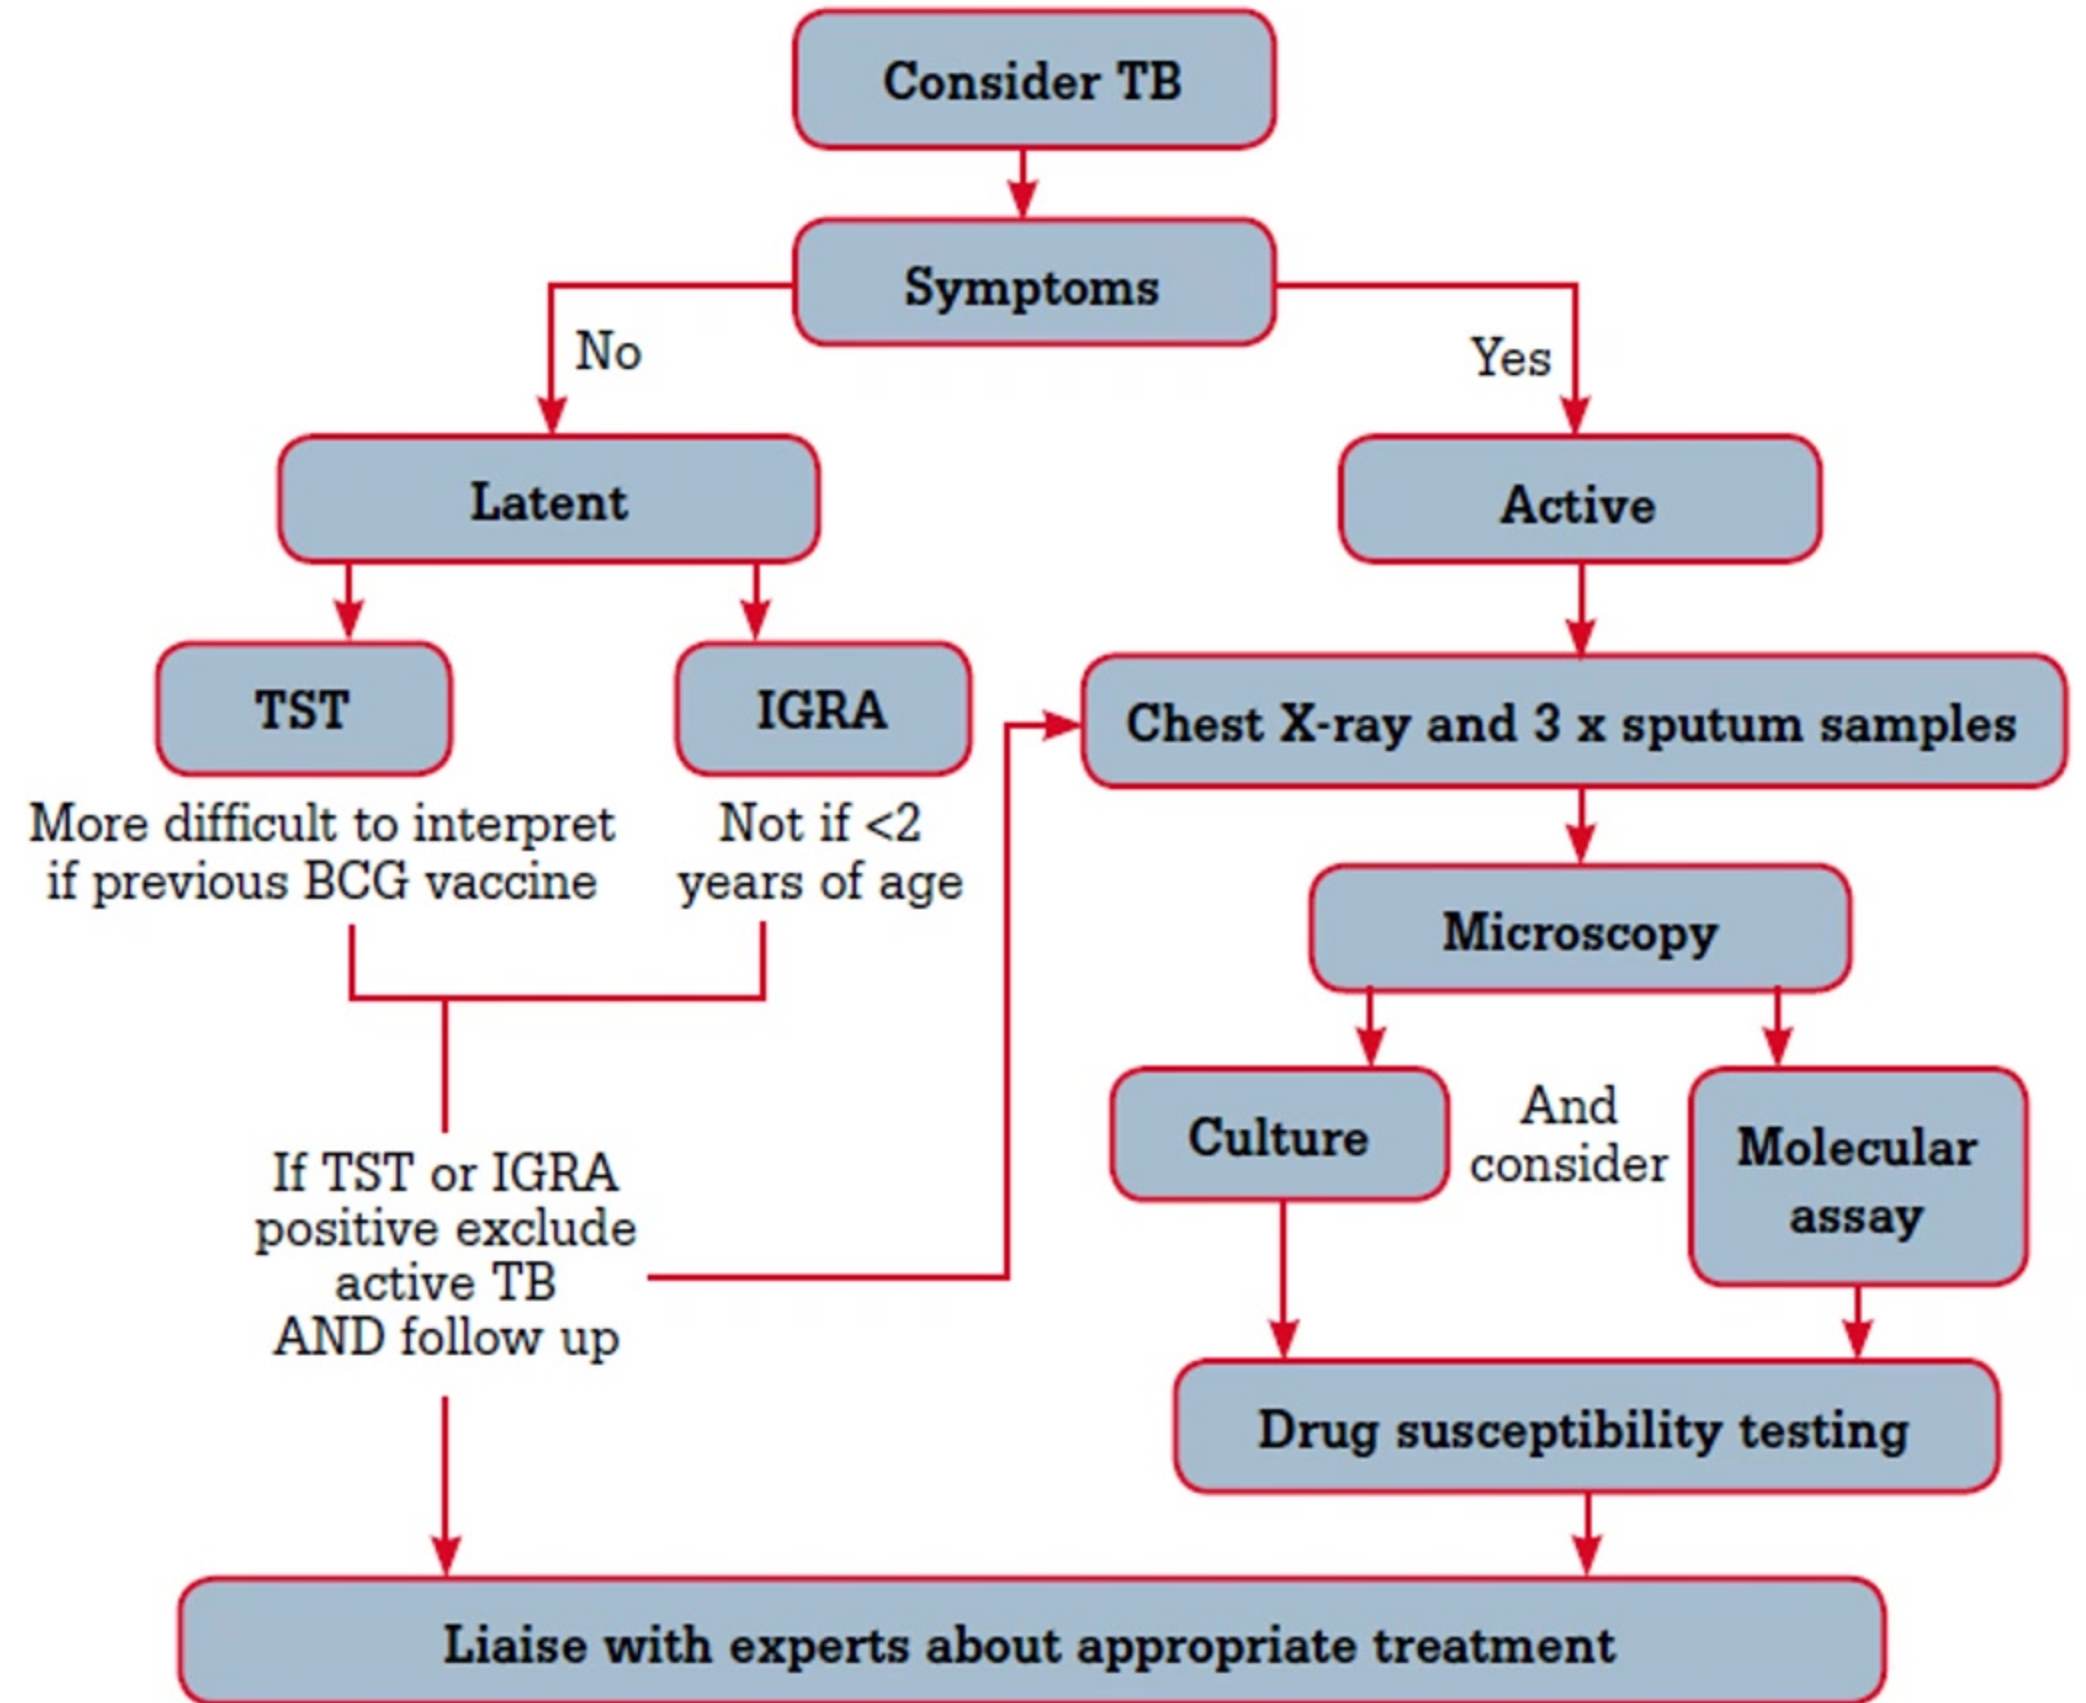 Consider TB
Symptoms
No
Yes
Latent
Active
TST
IGRA
Chest X-ray and 3 x sputum samples
More difficult to interpret
if previous BCG vaccine
Not if <2
years of age
Microscopy
Culture
And
consider
Molecular
assay
If TST or IGRA
positive exclude
active TB
AND follow up
Drug susceptibility testing
Liaise with experts about appropriate treatment